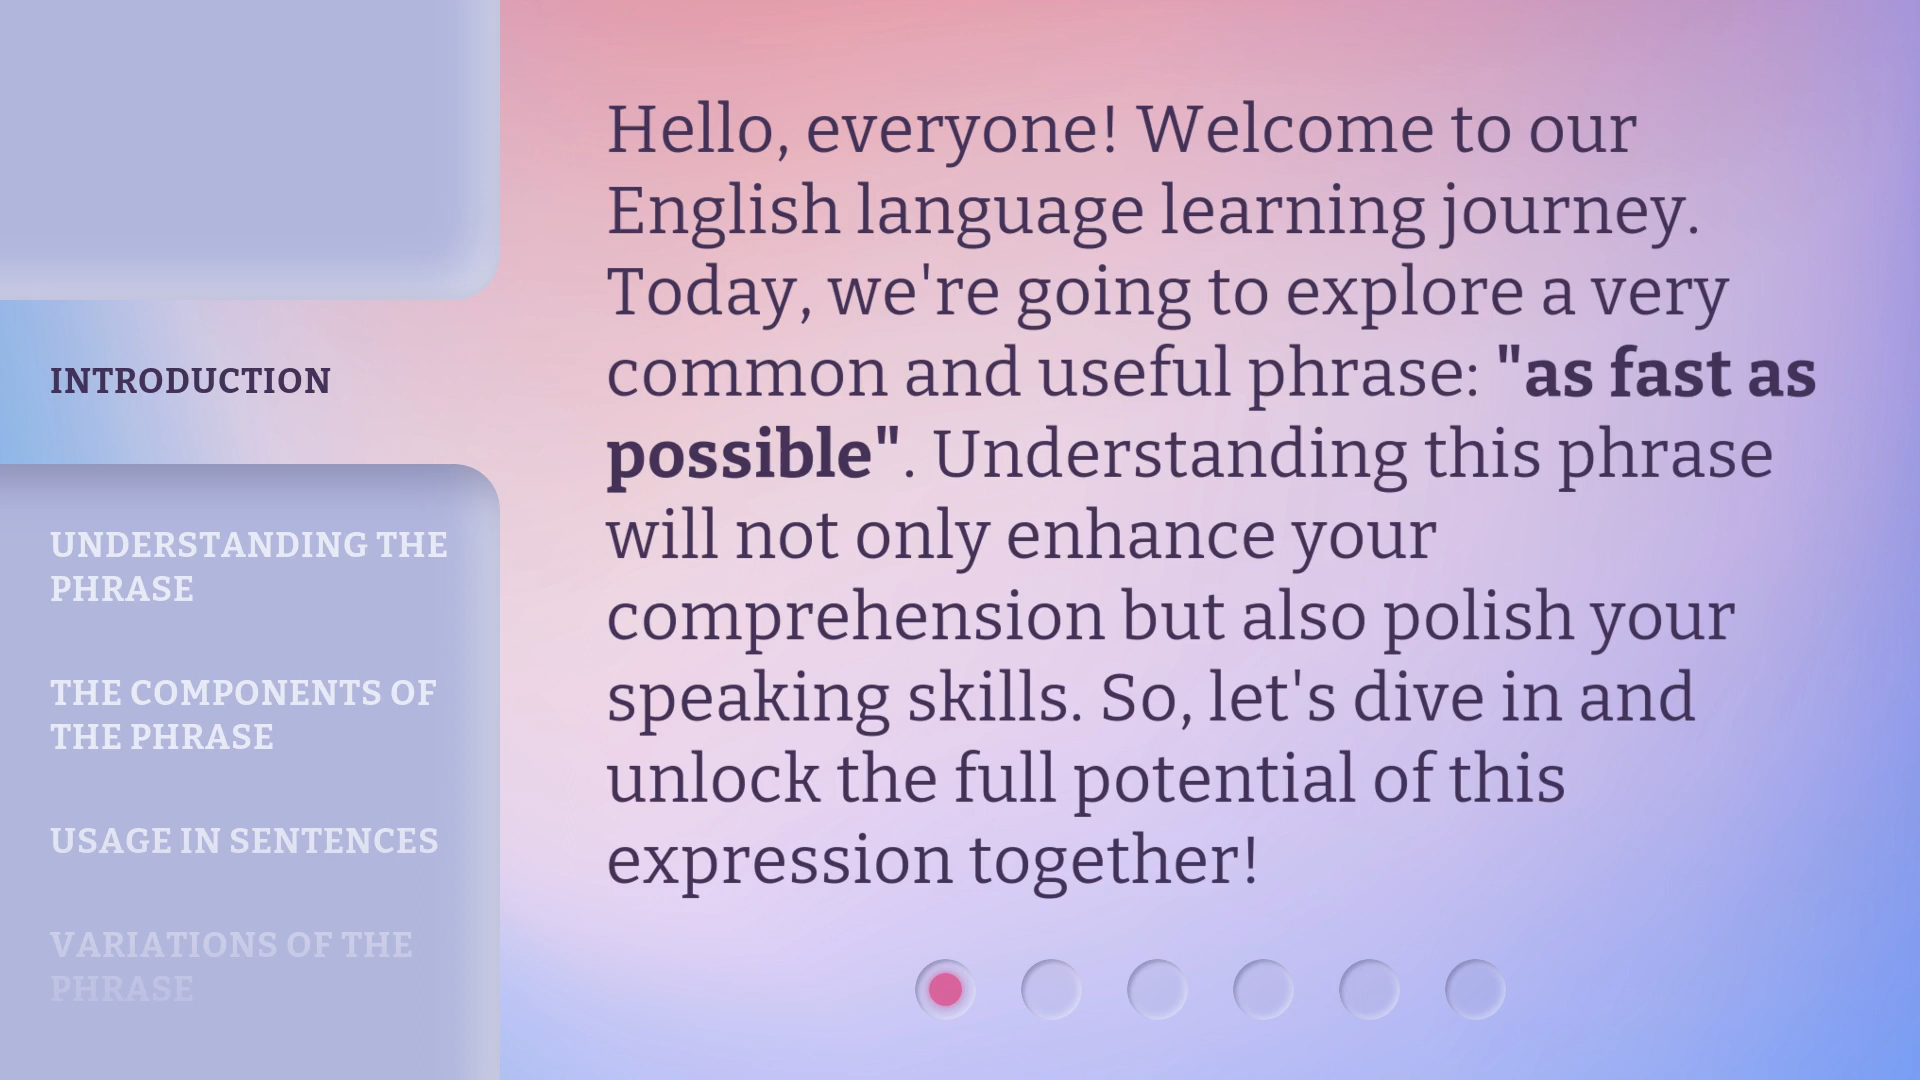 INTRODUCTION
UNDERSTANDING THE
PHRASE
THE COMPONENTS OF
THE PHRASE
USAGE IN SENTENCES
VARIATIONS OF THE
PHRASE
Hello, everyone! Welcome to our
English language learning journey.
Today, we're going to explore a very
common and useful phrase: "as fast as
possible". Understanding this phrase
will not only enhance your
comprehension but also polish your
speaking skills. So, let's dive in and
unlock the full potential of this
expression together!